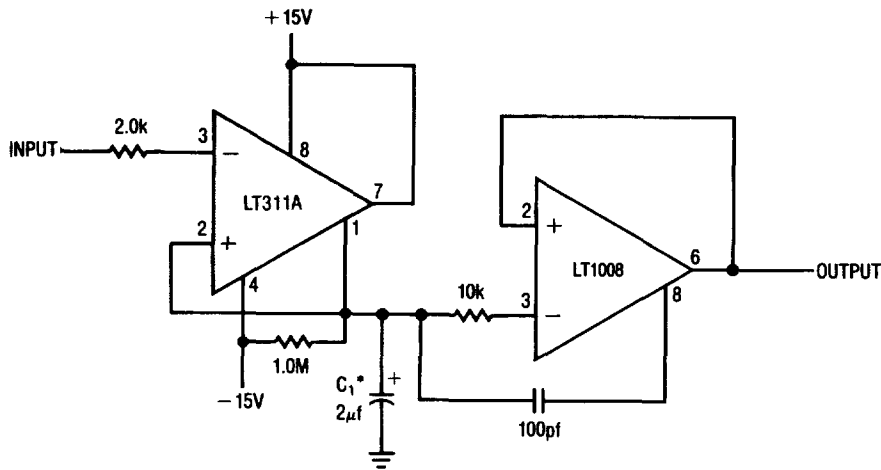 +15V
2.0k
INPUT
3
−
8
LT311A
7
1
2
+
4
2
+
LT1008
6
OUTPUT
8
10k
3
−
1.0M
−15V
C₁*
+
2µf
100pf